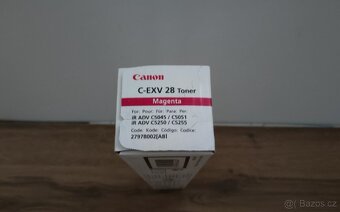 Canon
C-EXV 28 Toner
Magenta
For: Pour: Für: Para: Per:
iR ADV C5045 / C5051
iR ADV C5250 / C5255
Code: Kode: Código: Codice:
2797B002[AB]
© Bazos.cz